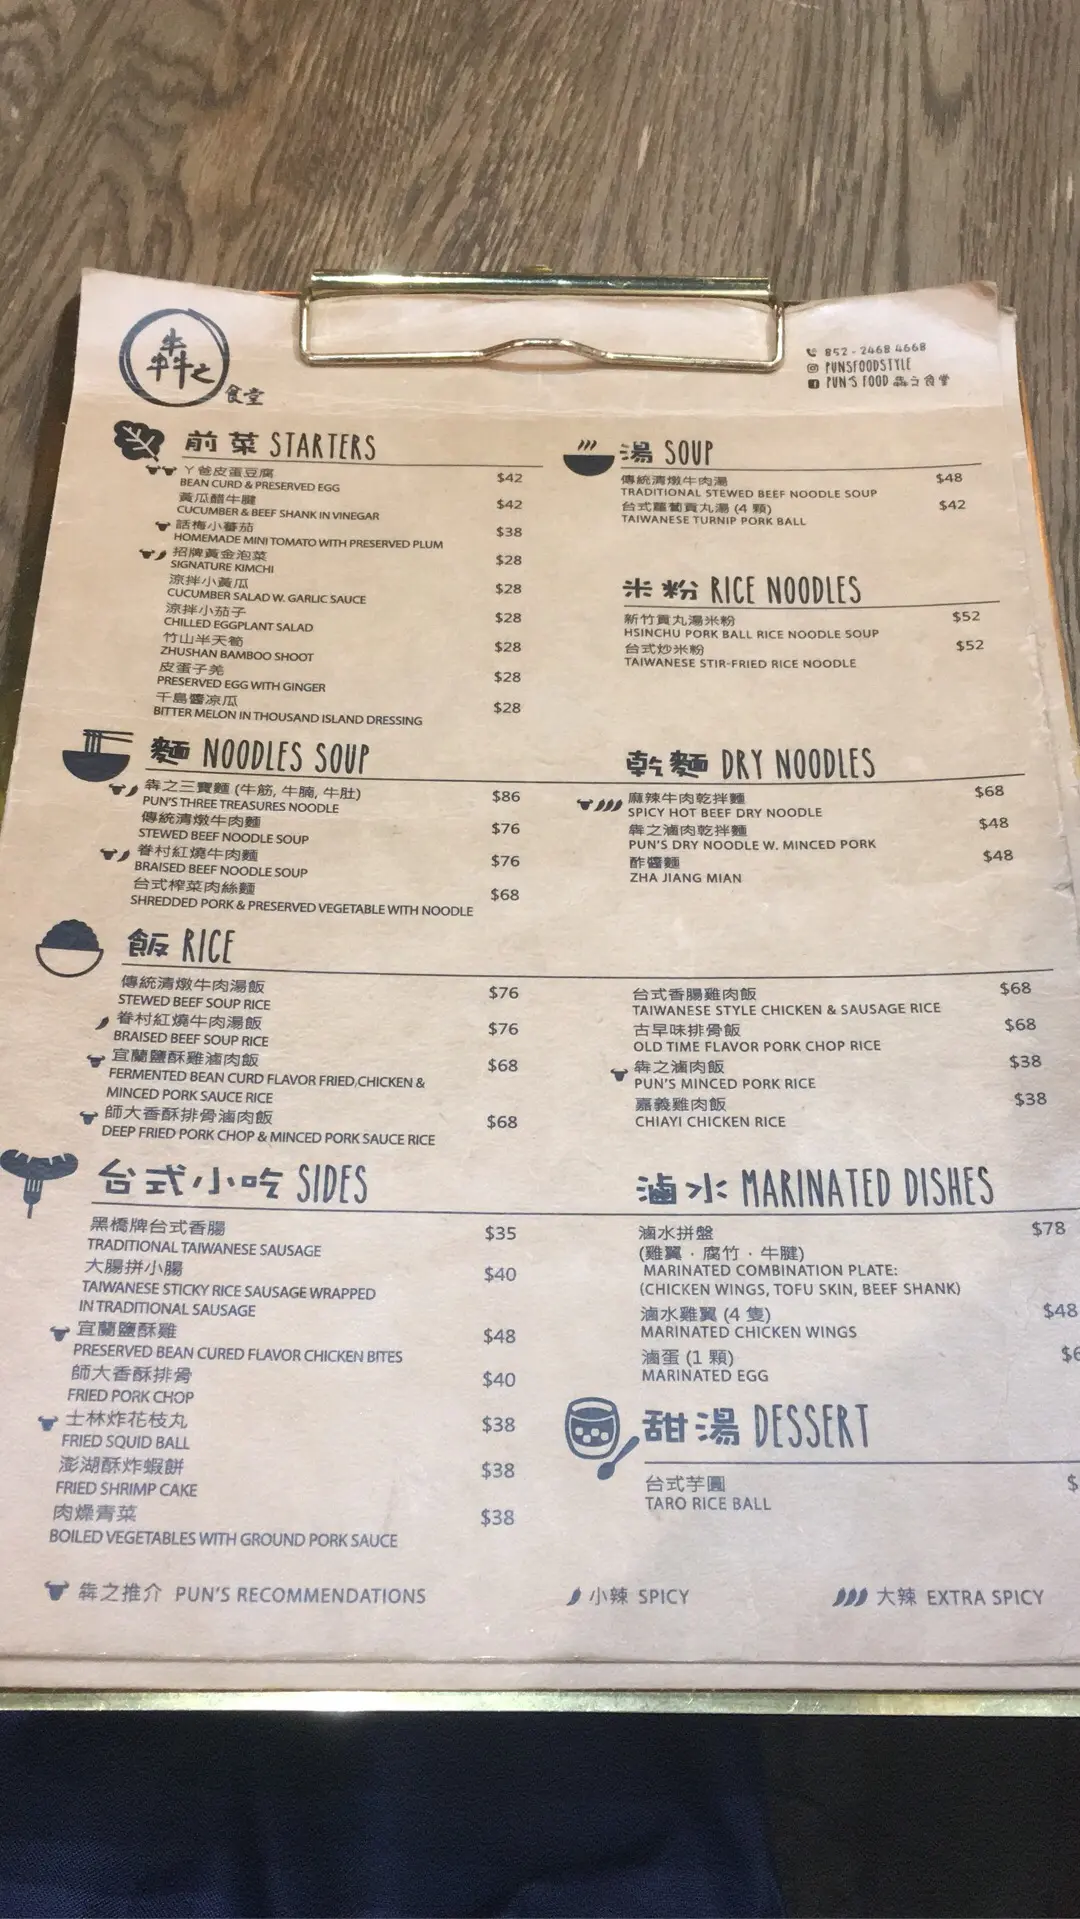 犇之
食堂
852 - 2468 4668
PUNSFOODSTYLE
PUN'S FOOD 犇之食堂
前菜 STARTERS
丫爸皮蛋豆腐 $42
BEAN CURD & PRESERVED EGG
黃瓜醋牛腱 $42
CUCUMBER & BEEF SHANK IN VINEGAR
話梅小蕃茄 $38
HOMEMADE MINI TOMATO WITH PRESERVED PLUM
招牌黃金泡菜 $28
SIGNATURE KIMCHI
涼拌小黃瓜 $28
CUCUMBER SALAD W. GARLIC SAUCE
涼拌小茄子 $28
CHILLED EGGPLANT SALAD
竹山半天筍 $28
ZHUSHAN BAMBOO SHOOT
皮蛋子羌 $28
PRESERVED EGG WITH GINGER
千島醬凉瓜 $28
BITTER MELON IN THOUSAND ISLAND DRESSING
湯 SOUP
傳統清燉牛肉湯 $48
TRADITIONAL STEWED BEEF NOODLE SOUP
台式蘿蔔貢丸湯 (4 顆) $42
TAIWANESE TURNIP PORK BALL
米粉 RICE NOODLES
新竹貢丸湯米粉 $52
HSINCHU PORK BALL RICE NOODLE SOUP
台式炒米粉 $52
TAIWANESE STIR-FRIED RICE NOODLE
麵 NOODLES SOUP
犇之三寶麵 (牛筋, 牛腩, 牛肚) $86
PUN'S THREE TREASURES NOODLE
傳統清燉牛肉麵 $76
STEWED BEEF NOODLE SOUP
眷村紅燒牛肉麵 $76
BRAISED BEEF NOODLE SOUP
台式榨菜肉絲麵 $68
SHREDDED PORK & PRESERVED VEGETABLE WITH NOODLE
乾麵 DRY NOODLES
麻辣牛肉乾拌麵 $68
SPICY HOT BEEF DRY NOODLE
犇之滷肉乾拌麵 $48
PUN'S DRY NOODLE W. MINCED PORK
酢醬麵 $48
ZHA JIANG MIAN
飯 RICE
傳統清燉牛肉湯飯 $76
STEWED BEEF SOUP RICE
眷村紅燒牛肉湯飯 $76
BRAISED BEEF SOUP RICE
宜蘭鹽酥雞滷肉飯 $68
FERMENTED BEAN CURD FLAVOR FRIED CHICKEN &
MINCED PORK SAUCE RICE
師大香酥排骨滷肉飯 $68
DEEP FRIED PORK CHOP & MINCED PORK SAUCE RICE
台式香腸雞肉飯 $68
TAIWANESE STYLE CHICKEN & SAUSAGE RICE
古早味排骨飯 $68
OLD TIME FLAVOR PORK CHOP RICE
犇之滷肉飯 $38
PUN'S MINCED PORK RICE
嘉義雞肉飯 $38
CHIAYI CHICKEN RICE
台式小吃 SIDES
黑橋牌台式香腸 $35
TRADITIONAL TAIWANESE SAUSAGE
大腸拼小腸 $40
TAIWANESE STICKY RICE SAUSAGE WRAPPED
IN TRADITIONAL SAUSAGE
宜蘭鹽酥雞 $48
PRESERVED BEAN CURED FLAVOR CHICKEN BITES
師大香酥排骨 $40
FRIED PORK CHOP
士林炸花枝丸 $38
FRIED SQUID BALL
澎湖酥炸蝦餅 $38
FRIED SHRIMP CAKE
肉燥青菜 $38
BOILED VEGETABLES WITH GROUND PORK SAUCE
滷水 MARINATED DISHES
滷水拼盤 $78
(雞翼 · 腐竹 · 牛腱)
MARINATED COMBINATION PLATE:
(CHICKEN WINGS, TOFU SKIN, BEEF SHANK)
滷水雞翼 (4 隻) $48
MARINATED CHICKEN WINGS
滷蛋 (1 顆) $6
MARINATED EGG
甜湯 DESSERT
台式芋圓 $
TARO RICE BALL
犇之推介 PUN'S RECOMMENDATIONS
小辣 SPICY
大辣 EXTRA SPICY